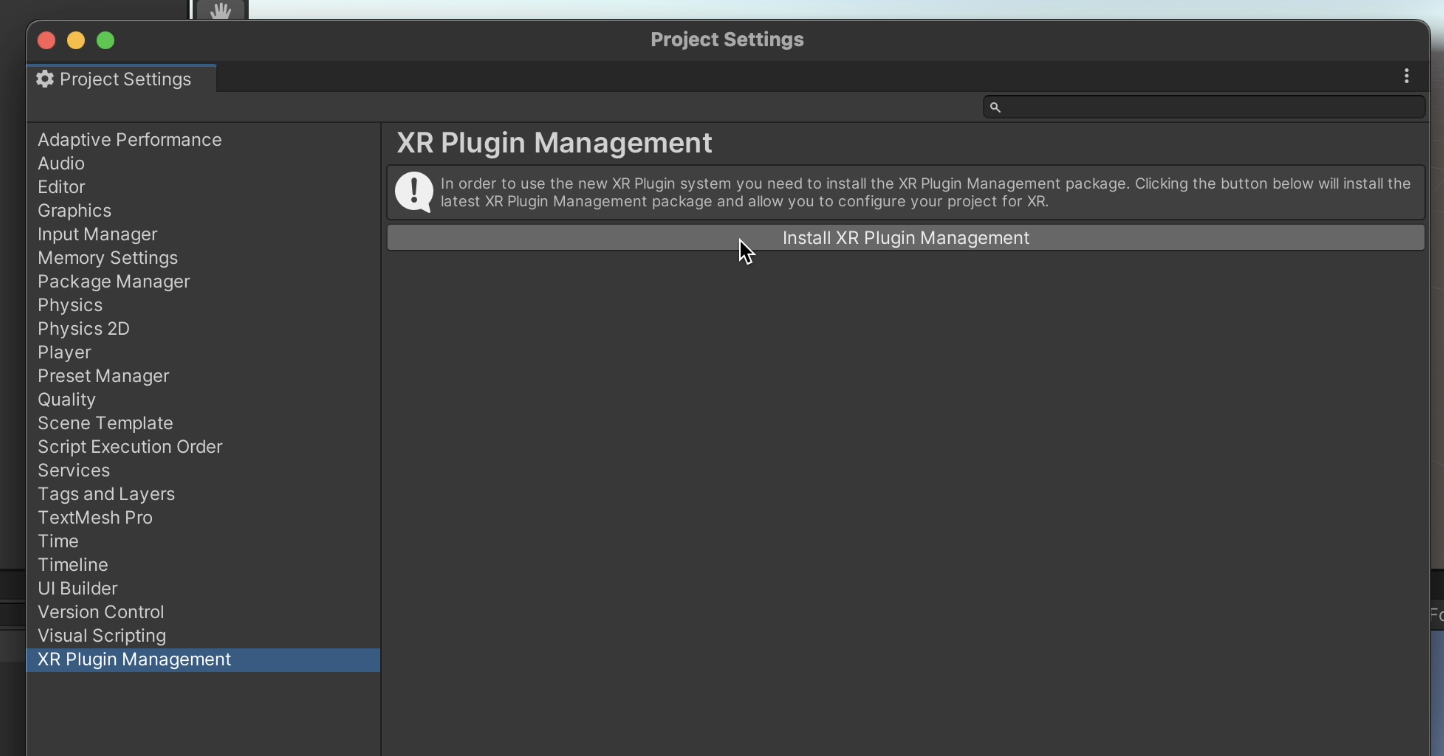 Project Settings
Project Settings
Adaptive Performance
Audio
Editor
Graphics
Input Manager
Memory Settings
Package Manager
Physics
Physics 2D
Player
Preset Manager
Quality
Scene Template
Script Execution Order
Services
Tags and Layers
TextMesh Pro
Time
Timeline
UI Builder
Version Control
Visual Scripting
XR Plugin Management
XR Plugin Management
In order to use the new XR Plugin system you need to install the XR Plugin Management package. Clicking the button below will install the
latest XR Plugin Management package and allow you to configure your project for XR.
Install XR Plugin Management